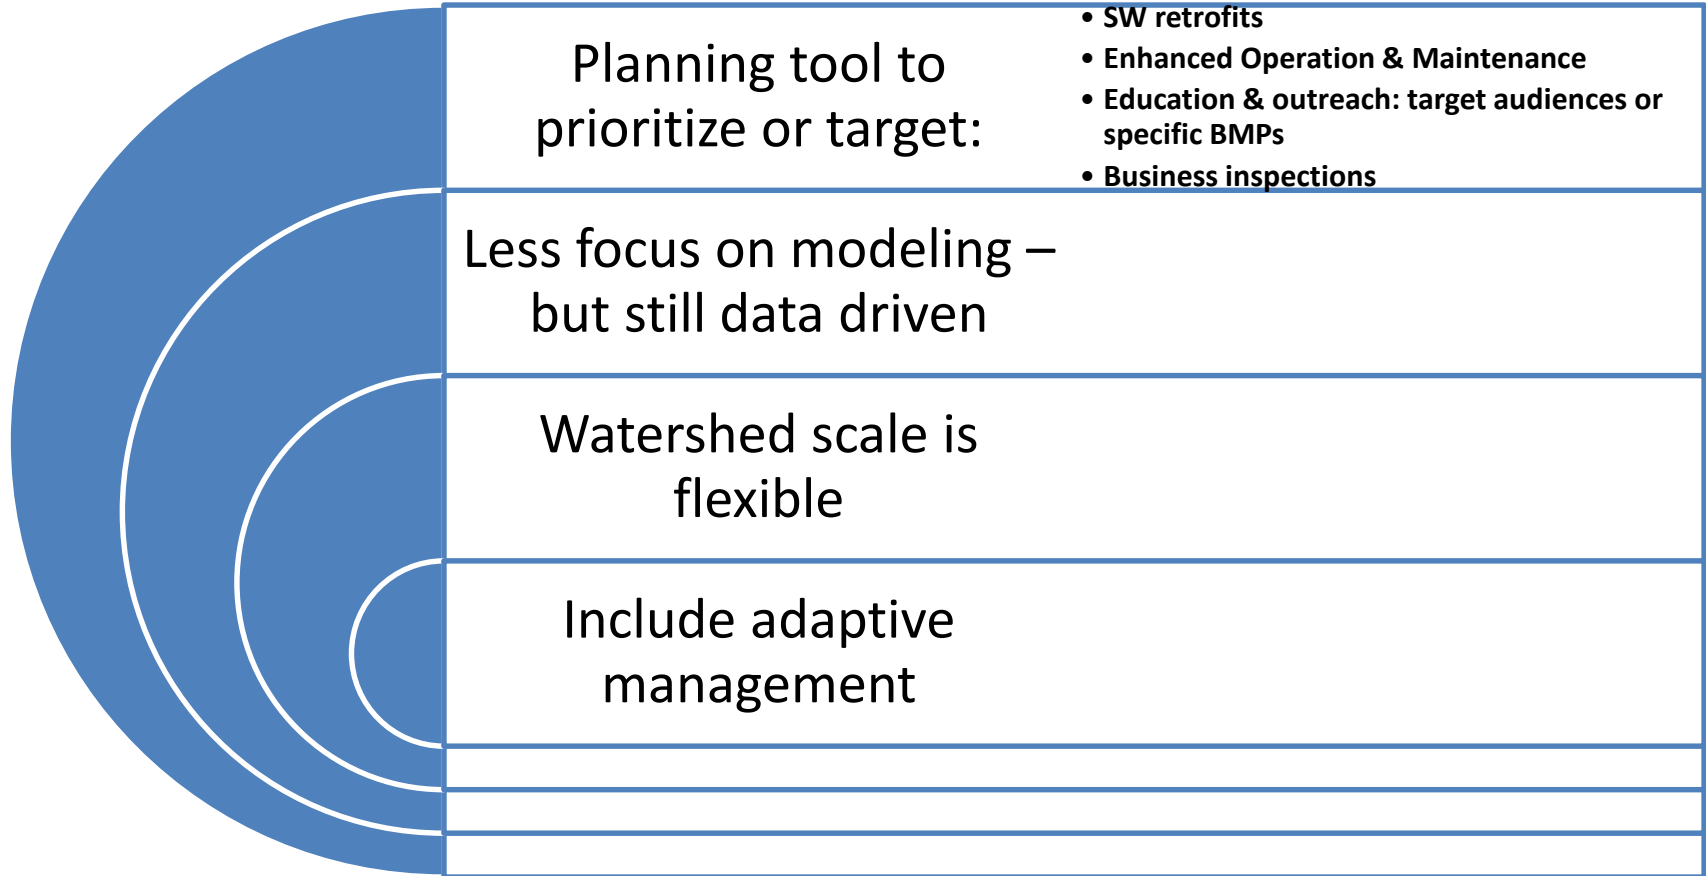 Planning tool to
prioritize or target:
• SW retrofits
• Enhanced Operation & Maintenance
• Education & outreach: target audiences or
specific BMPs
• Business inspections
Less focus on modeling –
but still data driven
Watershed scale is
flexible
Include adaptive
management